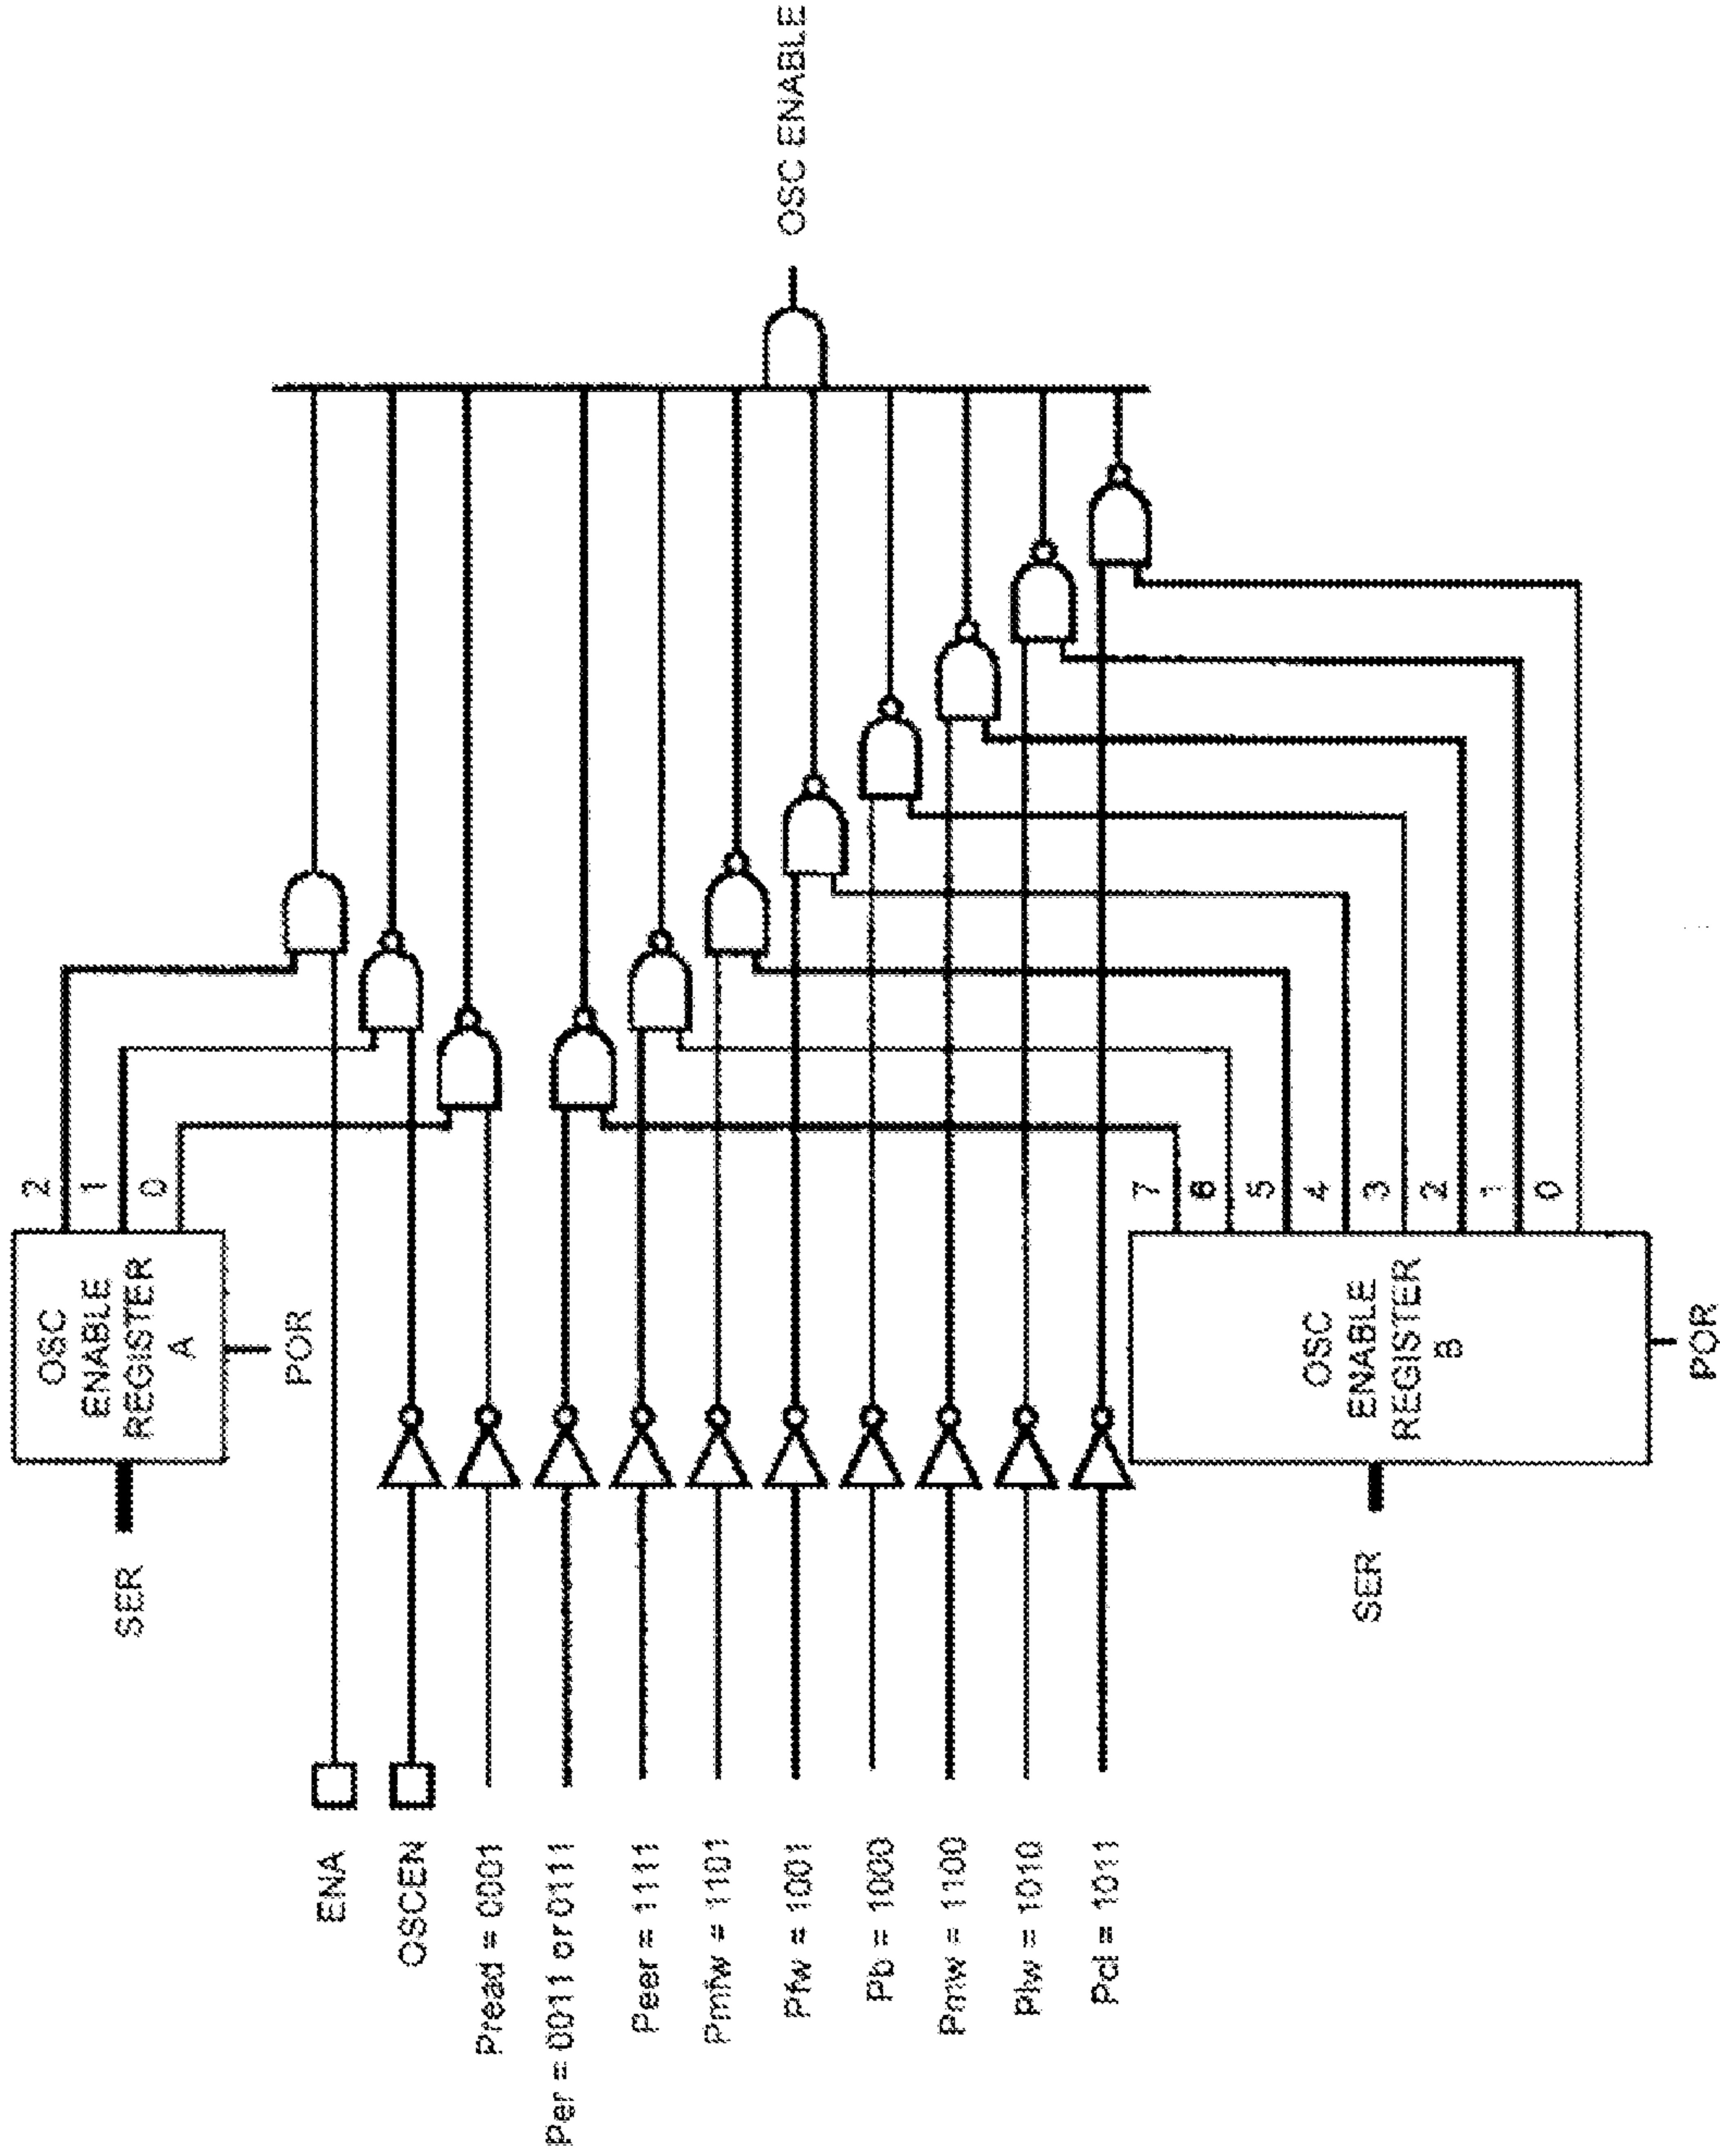 OSC
ENABLE
REGISTER
A
SER
POR
2
1
0
ENA
OSCEN
Pread = 0001
Per = 0011 or 0111
Peer = 1111
Pmfw = 1101
Pfw = 1001
Pb = 1000
Pmw = 1100
Plw = 1010
Pcl = 1011
OSC ENABLE
7
6
5
4
3
2
1
0
OSC
ENABLE
REGISTER
B
SER
POR